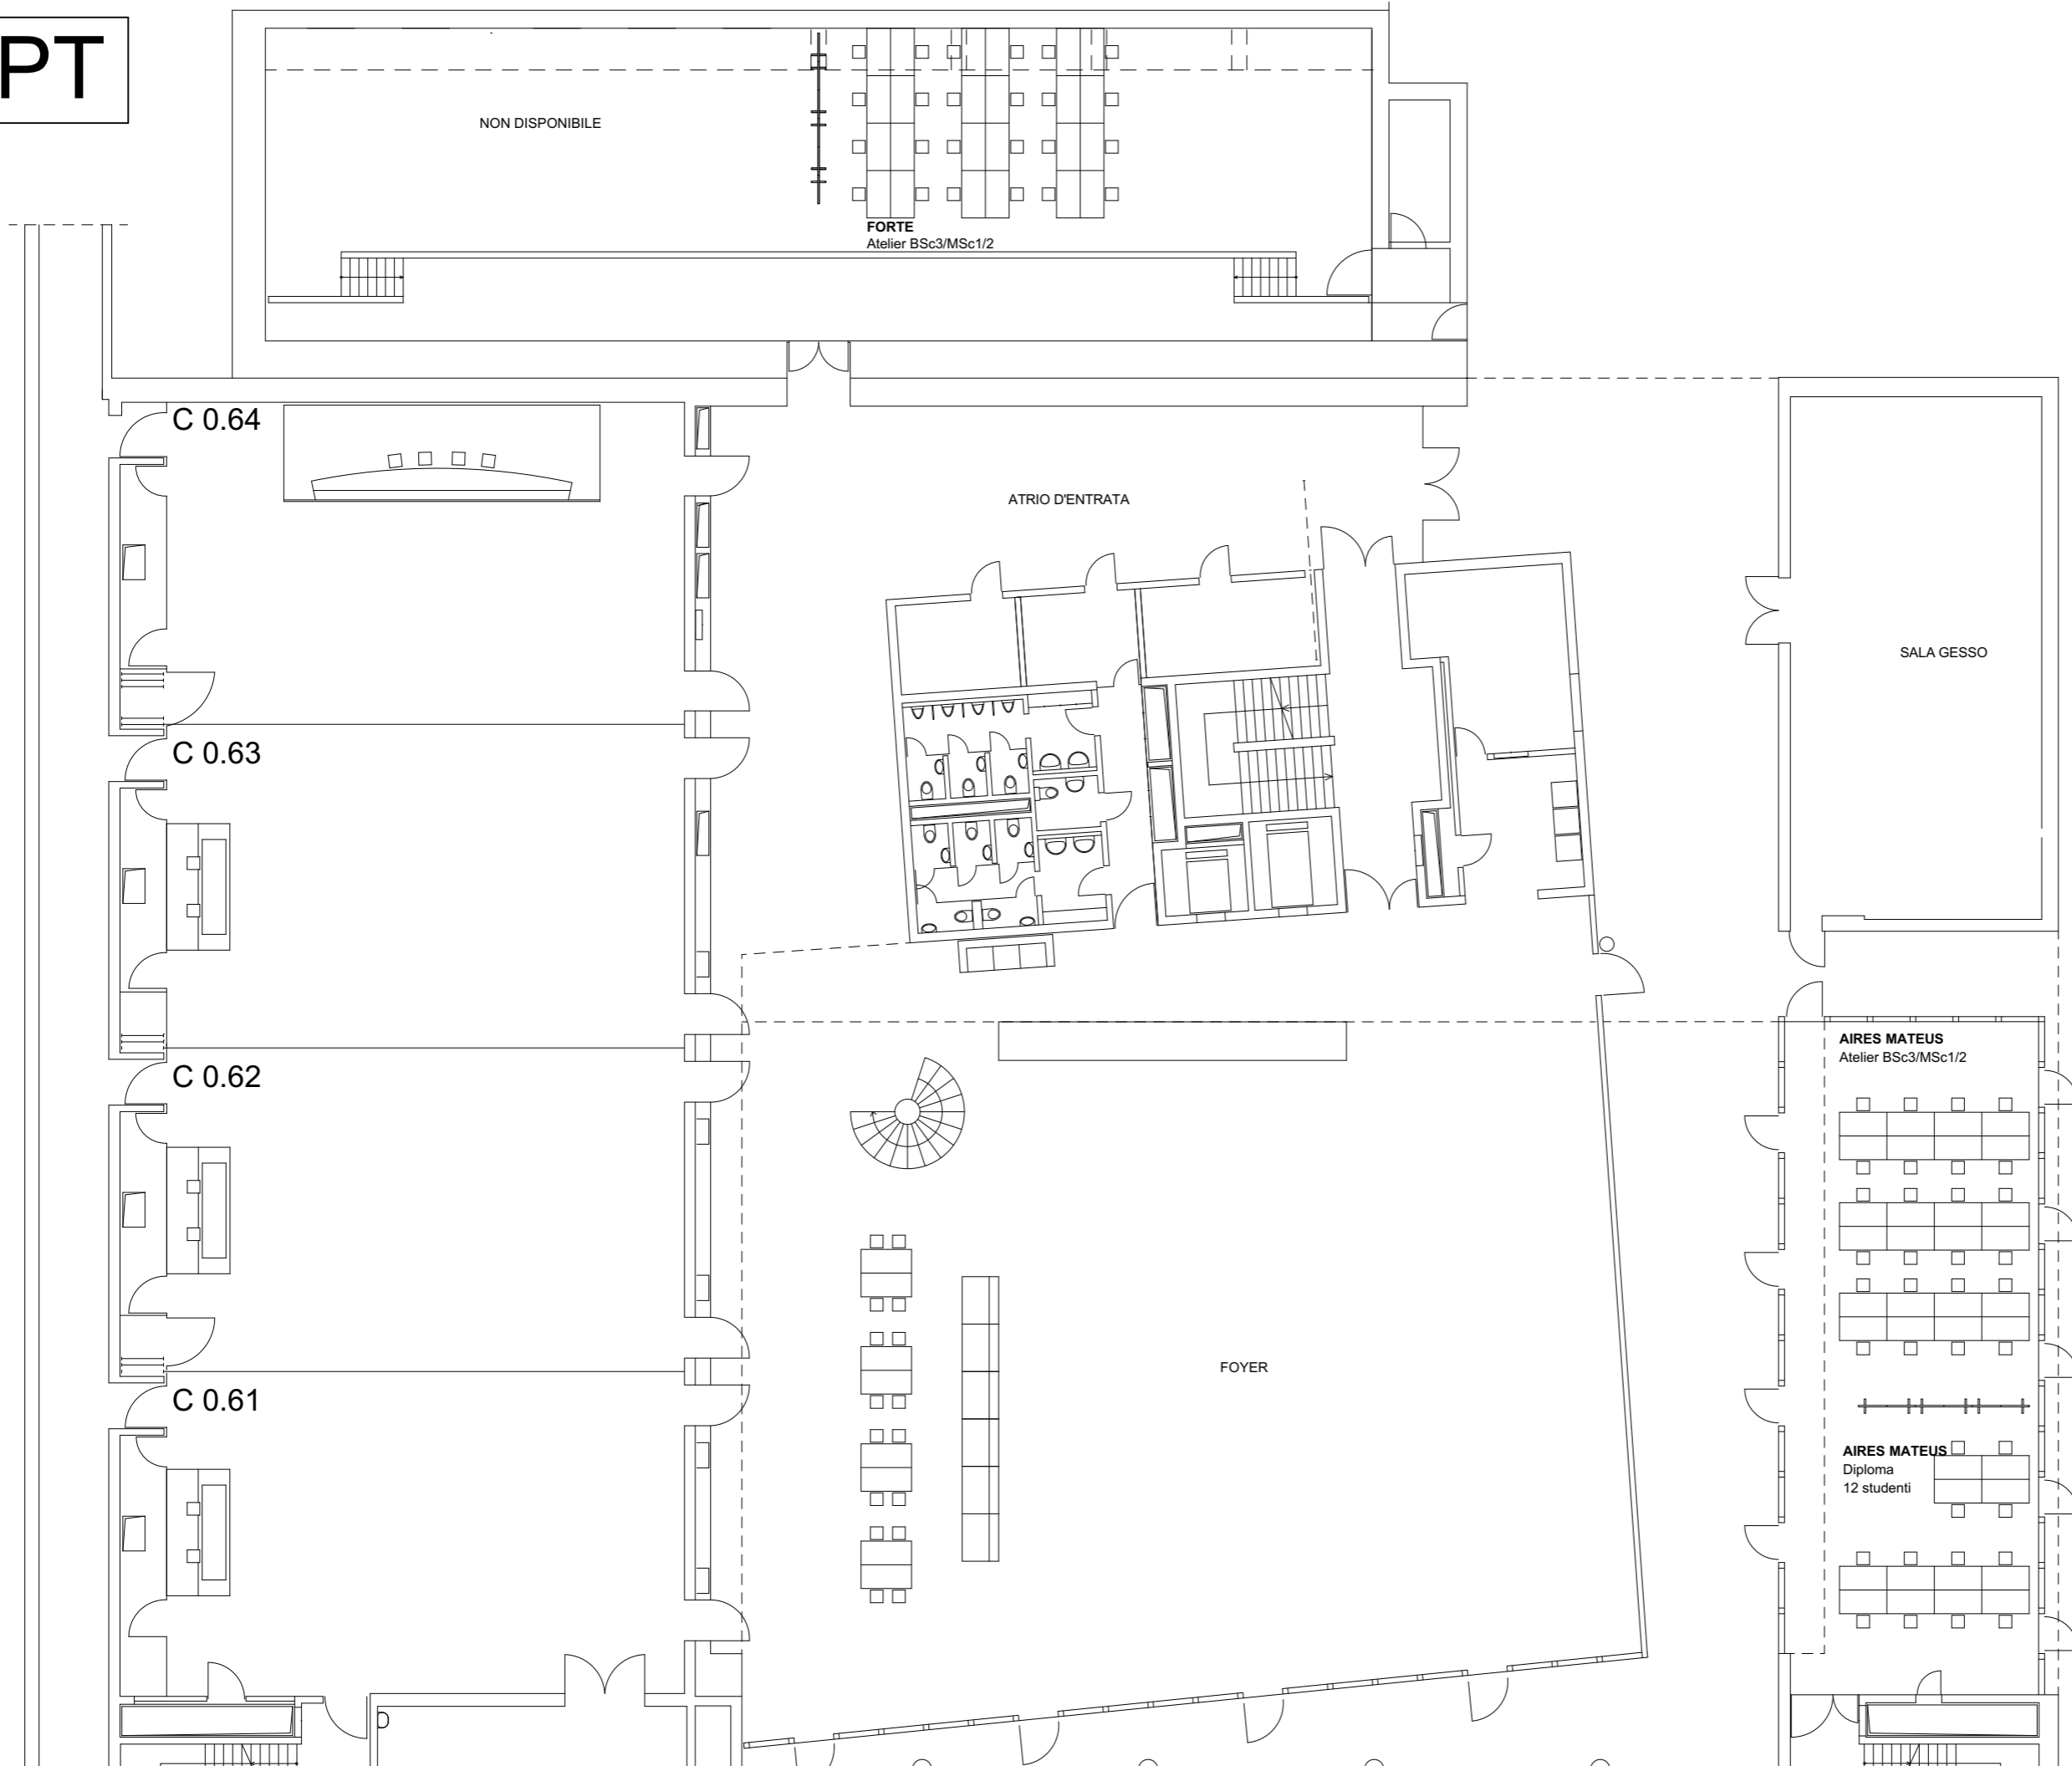 PT
NON DISPONIBILE
FORTE
Atelier BSc3/MSc1/2
C 0.64
ATRIO D'ENTRATA
SALA GESSO
C 0.63
AIRES MATEUS
Atelier BSc3/MSc1/2
C 0.62
FOYER
C 0.61
AIRES MATEUS
Diploma
12 studenti